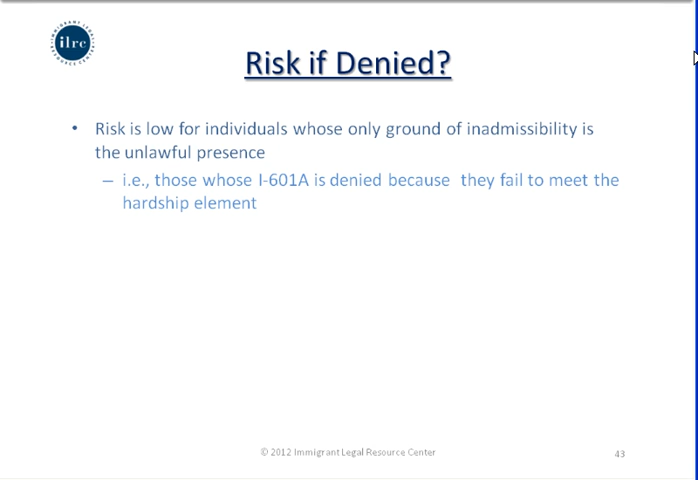 ilrc
Risk if Denied?
• Risk is low for individuals whose only ground of inadmissibility is
the unlawful presence
– i.e., those whose I-601A is denied because they fail to meet the
hardship element
© 2012 Immigrant Legal Resource Center
43